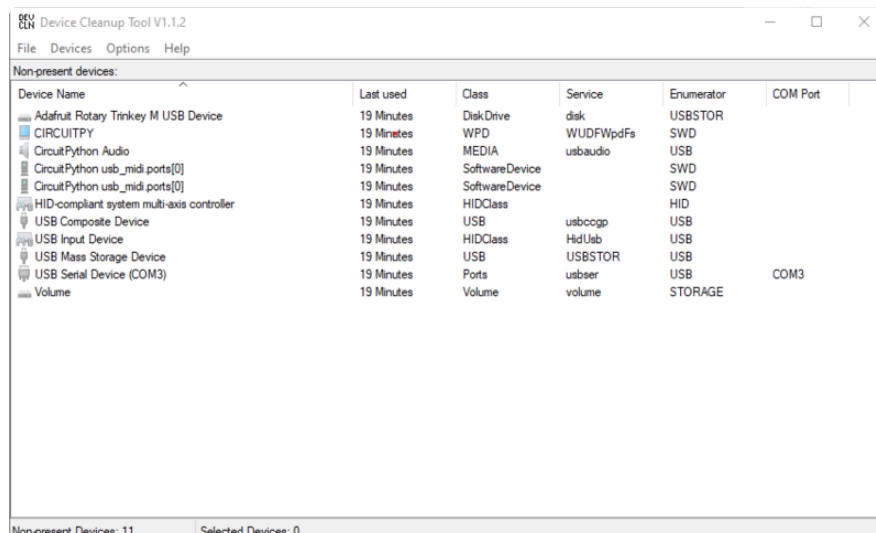 DEV CLN Device Cleanup Tool V1.1.2
File Devices Options Help
Non-present devices:
Device Name Last used Class Service Enumerator COM Port
Adafruit Rotary Trinkey M USB Device 19 Minutes DiskDrive disk USBSTOR
CIRCUITPY 19 Minutes WPD WUDFWpdFs SWD
CircuitPython Audio 19 Minutes MEDIA usbaudio USB
CircuitPython usb_midi.ports[0] 19 Minutes SoftwareDevice SWD
CircuitPython usb_midi.ports[0] 19 Minutes SoftwareDevice SWD
HID-compliant system multi-axis controller 19 Minutes HIDClass HID
USB Composite Device 19 Minutes USB usbccgp USB
USB Input Device 19 Minutes HIDClass HidUsb USB
USB Mass Storage Device 19 Minutes USB USBSTOR USB
USB Serial Device (COM3) 19 Minutes Ports usbser USB COM3
Volume 19 Minutes Volume volume STORAGE
Non-present Devices: 11 Selected Devices: 0